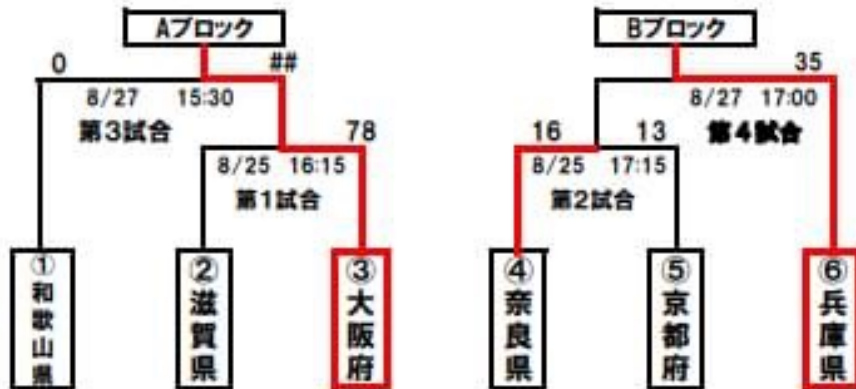 Aブロック
Bブロック
0
##
35
8/27 15:30
8/27 17:00
第3試合
78
16
13
第4試合
8/25 16:15
8/25 17:15
第1試合
第2試合
①和歌山県
②滋賀県
③大阪府
④奈良県
⑤京都府
⑥兵庫県